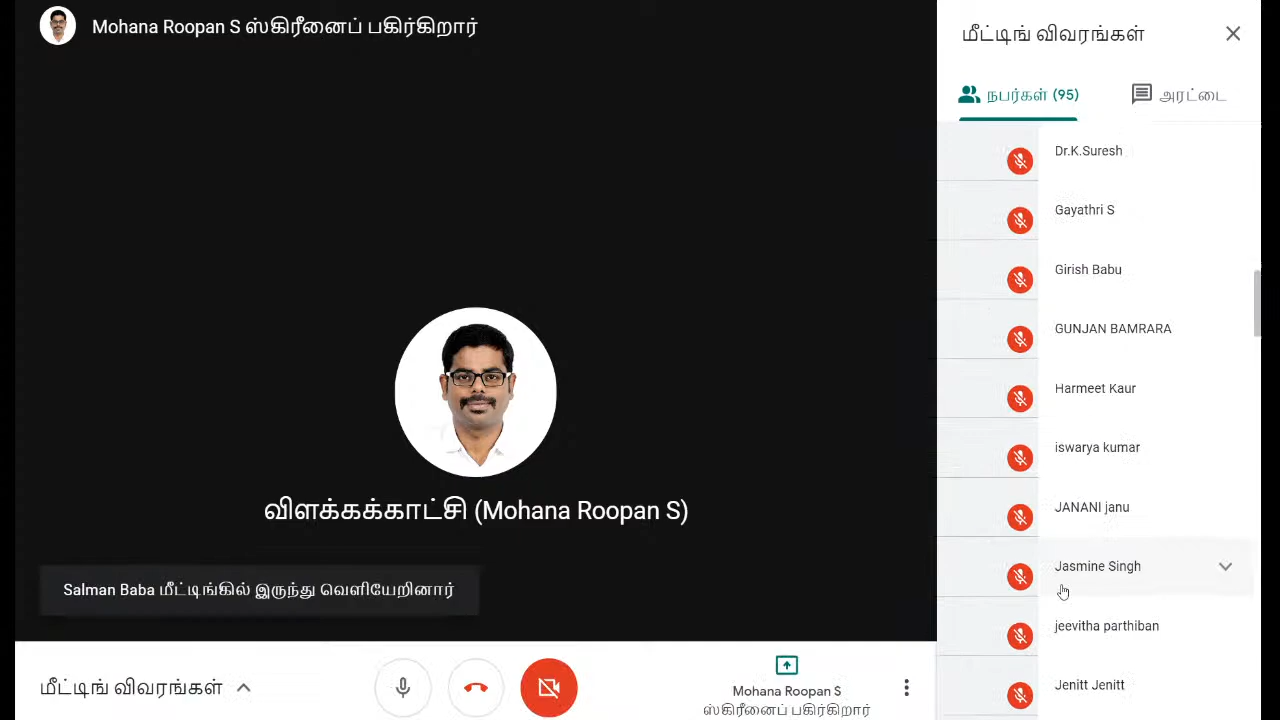 Mohana Roopan S ஸ்கிரீனைப் பகிர்கிறார்
விளக்கக்காட்சி (Mohana Roopan S)
Salman Baba மீட்டிங்கில் இருந்து வெளியேறினார்
மீட்டிங் விவரங்கள்
Mohana Roopan S
ஸ்கிரீனைப் பகிர்கிறார்
மீட்டிங் விவரங்கள்
நபர்கள் (95)
அரட்டை
Dr.K.Suresh
Gayathri S
Girish Babu
GUNJAN BAMRARA
Harmeet Kaur
iswarya kumar
JANANI janu
Jasmine Singh
jeevitha parthiban
Jenitt Jenitt